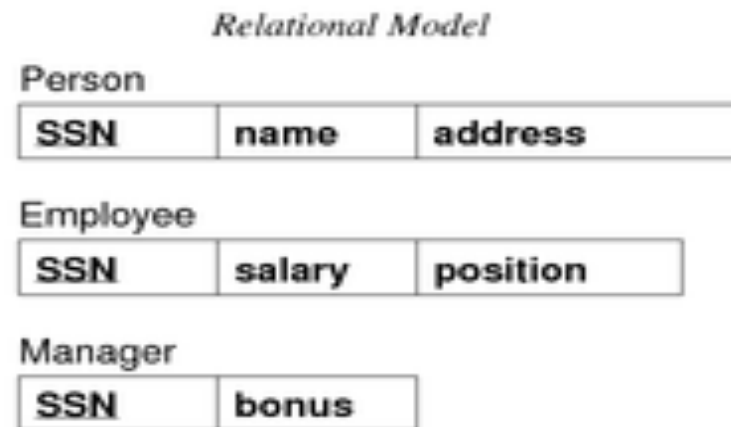 Relational Model
Person
SSN name address
Employee
SSN salary position
Manager
SSN bonus